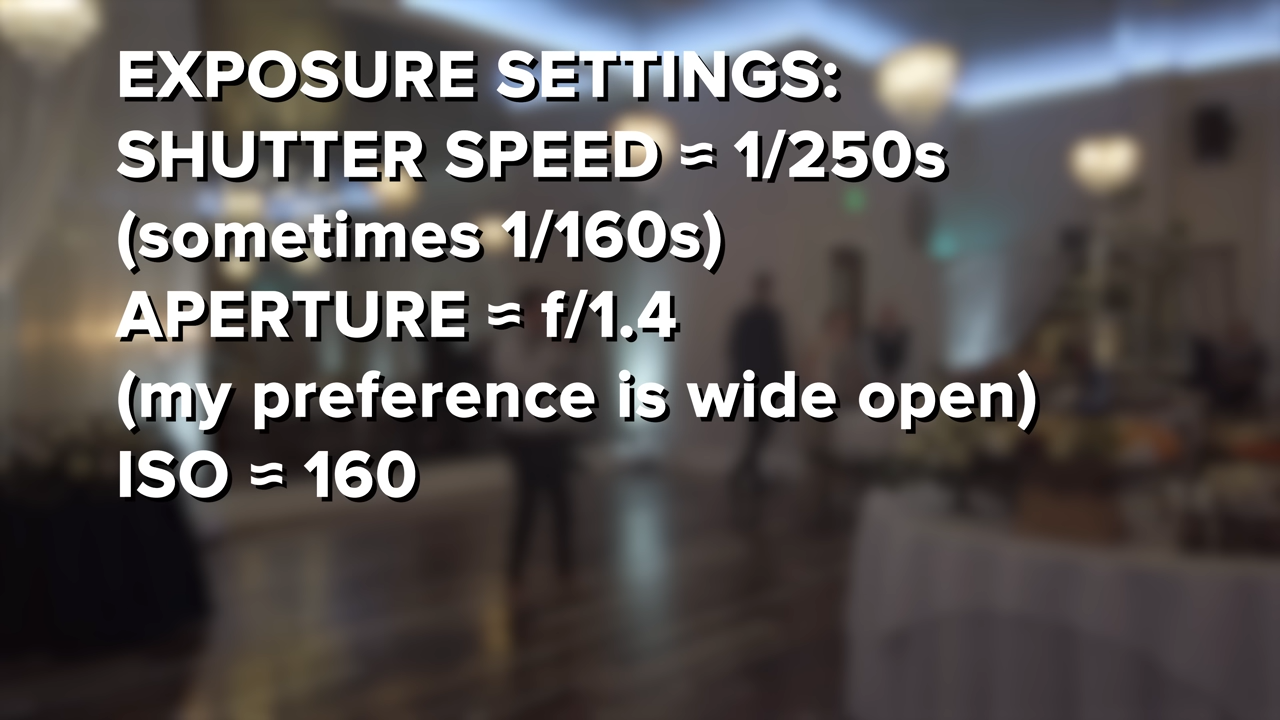 EXPOSURE SETTINGS:
SHUTTER SPEED ≈ 1/250s
(sometimes 1/160s)
APERTURE ≈ f/1.4
(my preference is wide open)
ISO ≈ 160